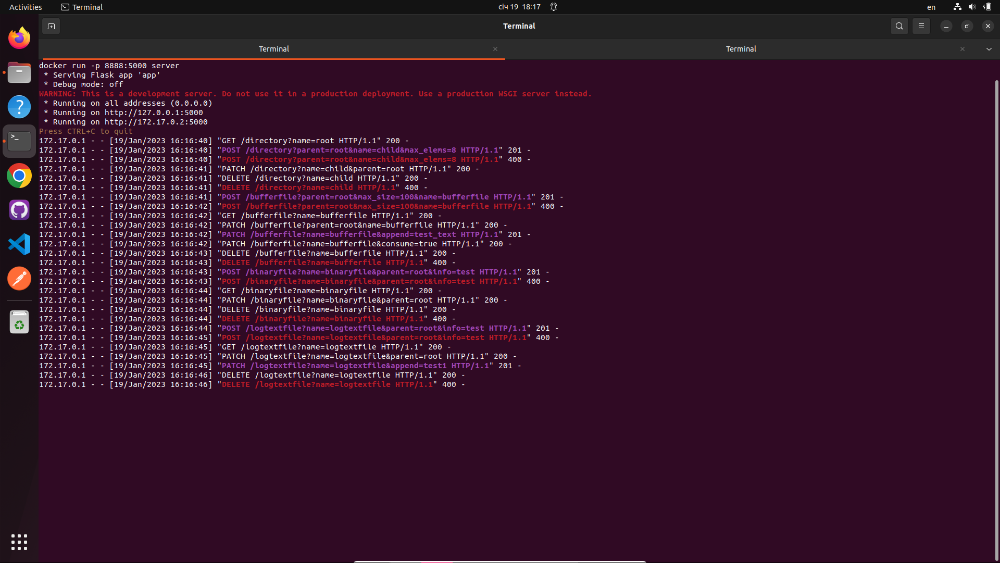 Activities
Terminal
січ 19 18:17
en
Terminal
Terminal
Terminal
docker run -p 8888:5000 server
* Serving Flask app 'app'
* Debug mode: off
WARNING: This is a development server. Do not use it in a production deployment. Use a production WSGI server instead.
* Running on all addresses (0.0.0.0)
* Running on http://127.0.0.1:5000
* Running on http://172.17.0.2:5000
Press CTRL+C to quit
172.17.0.1 - - [19/Jan/2023 16:16:40] "GET /directory?name=root HTTP/1.1" 200 -
172.17.0.1 - - [19/Jan/2023 16:16:40] "POST /directory?parent=root&name=child&max_elems=8 HTTP/1.1" 201 -
172.17.0.1 - - [19/Jan/2023 16:16:40] "POST /directory?parent=root&name=child&max_elems=8 HTTP/1.1" 400 -
172.17.0.1 - - [19/Jan/2023 16:16:41] "PATCH /directory?name=child&parent=root HTTP/1.1" 200 -
172.17.0.1 - - [19/Jan/2023 16:16:41] "DELETE /directory?name=child HTTP/1.1" 200 -
172.17.0.1 - - [19/Jan/2023 16:16:41] "DELETE /directory?name=child HTTP/1.1" 400 -
172.17.0.1 - - [19/Jan/2023 16:16:41] "POST /bufferfile?parent=root&max_size=100&name=bufferfile HTTP/1.1" 201 -
172.17.0.1 - - [19/Jan/2023 16:16:42] "POST /bufferfile?parent=root&max_size=100&name=bufferfile HTTP/1.1" 400 -
172.17.0.1 - - [19/Jan/2023 16:16:42] "GET /bufferfile?name=bufferfile HTTP/1.1" 200 -
172.17.0.1 - - [19/Jan/2023 16:16:42] "PATCH /bufferfile?parent=root&name=bufferfile HTTP/1.1" 200 -
172.17.0.1 - - [19/Jan/2023 16:16:42] "PATCH /bufferfile?name=bufferfile&append=test_text HTTP/1.1" 201 -
172.17.0.1 - - [19/Jan/2023 16:16:42] "PATCH /bufferfile?name=bufferfile&consume=true HTTP/1.1" 200 -
172.17.0.1 - - [19/Jan/2023 16:16:43] "DELETE /bufferfile?name=bufferfile HTTP/1.1" 200 -
172.17.0.1 - - [19/Jan/2023 16:16:43] "DELETE /bufferfile?name=bufferfile HTTP/1.1" 400 -
172.17.0.1 - - [19/Jan/2023 16:16:43] "POST /binaryfile?name=binaryfile&parent=root&info=test HTTP/1.1" 201 -
172.17.0.1 - - [19/Jan/2023 16:16:43] "POST /binaryfile?name=binaryfile&parent=root&info=test HTTP/1.1" 400 -
172.17.0.1 - - [19/Jan/2023 16:16:44] "GET /binaryfile?name=binaryfile HTTP/1.1" 200 -
172.17.0.1 - - [19/Jan/2023 16:16:44] "PATCH /binaryfile?name=binaryfile&parent=root HTTP/1.1" 200 -
172.17.0.1 - - [19/Jan/2023 16:16:44] "DELETE /binaryfile?name=binaryfile HTTP/1.1" 200 -
172.17.0.1 - - [19/Jan/2023 16:16:44] "DELETE /binaryfile?name=binaryfile HTTP/1.1" 400 -
172.17.0.1 - - [19/Jan/2023 16:16:44] "POST /logtextfile?name=logtextfile&parent=root&info=test HTTP/1.1" 201 -
172.17.0.1 - - [19/Jan/2023 16:16:45] "POST /logtextfile?name=logtextfile&parent=root&info=test HTTP/1.1" 400 -
172.17.0.1 - - [19/Jan/2023 16:16:45] "GET /logtextfile?name=logtextfile HTTP/1.1" 200 -
172.17.0.1 - - [19/Jan/2023 16:16:45] "PATCH /logtextfile?name=logtextfile&parent=root HTTP/1.1" 200 -
172.17.0.1 - - [19/Jan/2023 16:16:45] "PATCH /logtextfile?name=logtextfile&append=test1 HTTP/1.1" 201 -
172.17.0.1 - - [19/Jan/2023 16:16:46] "DELETE /logtextfile?name=logtextfile HTTP/1.1" 200 -
172.17.0.1 - - [19/Jan/2023 16:16:46] "DELETE /logtextfile?name=logtextfile HTTP/1.1" 400 -